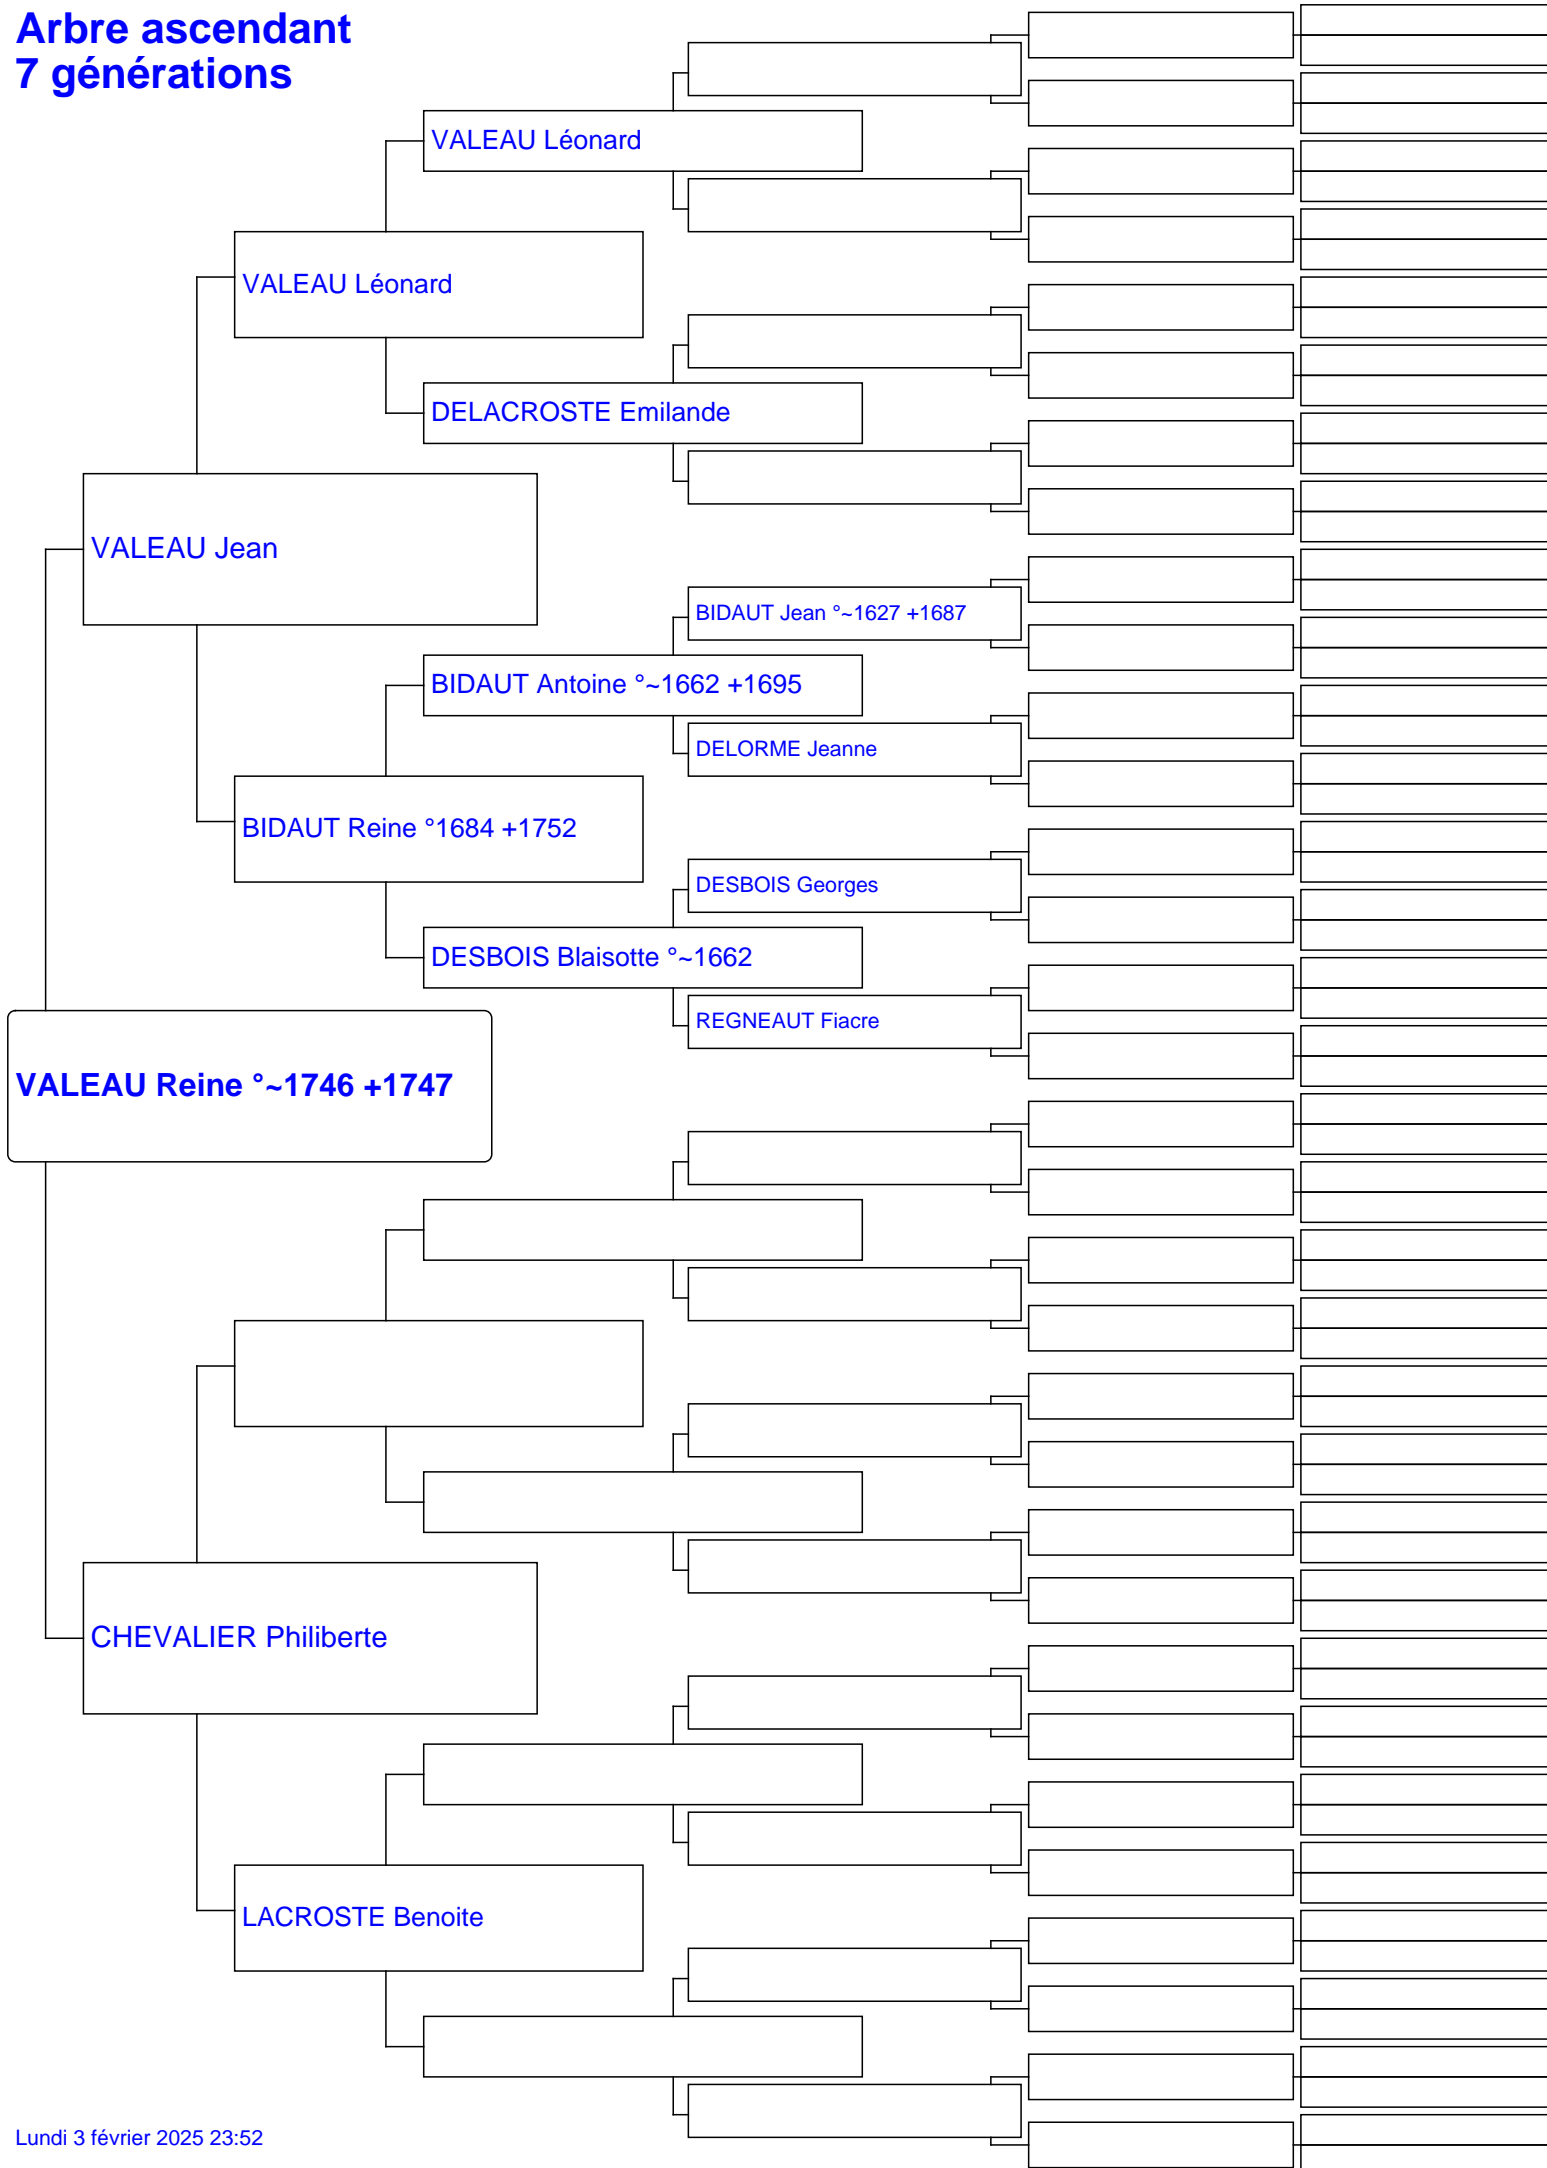 Arbre ascendant
7 générations
VALEAU Léonard
VALEAU Léonard
DELACROSTE Emilande
VALEAU Jean
BIDAUT Jean °~1627 +1687
BIDAUT Antoine °~1662 +1695
DELORME Jeanne
BIDAUT Reine °1684 +1752
DESBOIS Georges
DESBOIS Blaisotte °~1662
REGNEAUT Fiacre
VALEAU Reine °~1746 +1747
CHEVALIER Philiberte
LACROSTE Benoite
Lundi 3 février 2025 23:52